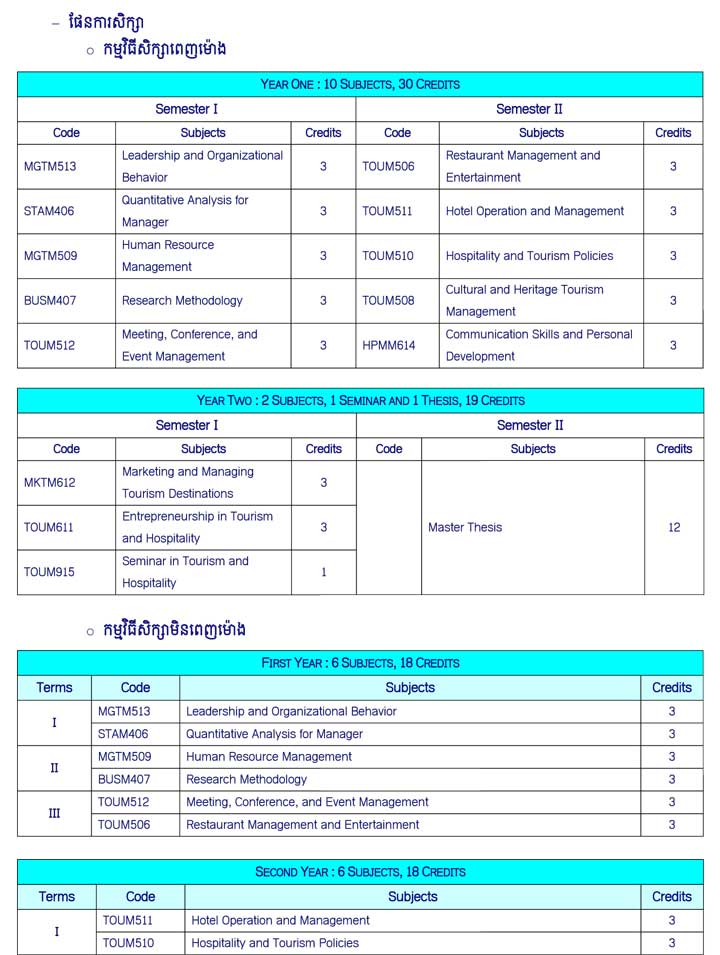 – ផែនការសិក្សា
o កម្មវិធីសិក្សាពេញម៉ោង
YEAR ONE : 10 SUBJECTS, 30 CREDITS
Semester I Semester II
Code Subjects Credits Code Subjects Credits
MGTM513 Leadership and Organizational Behavior 3 TOUM506 Restaurant Management and Entertainment 3
STAM406 Quantitative Analysis for Manager 3 TOUM511 Hotel Operation and Management 3
MGTM509 Human Resource Management 3 TOUM510 Hospitality and Tourism Policies 3
BUSM407 Research Methodology 3 TOUM508 Cultural and Heritage Tourism Management 3
TOUM512 Meeting, Conference, and Event Management 3 HPMM614 Communication Skills and Personal Development 3
YEAR TWO : 2 SUBJECTS, 1 SEMINAR AND 1 THESIS, 19 CREDITS
Semester I Semester II
Code Subjects Credits Code Subjects Credits
MKTM612 Marketing and Managing Tourism Destinations 3
TOUM611 Entrepreneurship in Tourism and Hospitality 3 Master Thesis 12
TOUM915 Seminar in Tourism and Hospitality 1
o កម្មវិធីសិក្សាមិនពេញម៉ោង
FIRST YEAR : 6 SUBJECTS, 18 CREDITS
Terms Code Subjects Credits
I MGTM513 Leadership and Organizational Behavior 3
STAM406 Quantitative Analysis for Manager 3
II MGTM509 Human Resource Management 3
BUSM407 Research Methodology 3
III TOUM512 Meeting, Conference, and Event Management 3
TOUM506 Restaurant Management and Entertainment 3
SECOND YEAR : 6 SUBJECTS, 18 CREDITS
Terms Code Subjects Credits
I TOUM511 Hotel Operation and Management 3
TOUM510 Hospitality and Tourism Policies 3